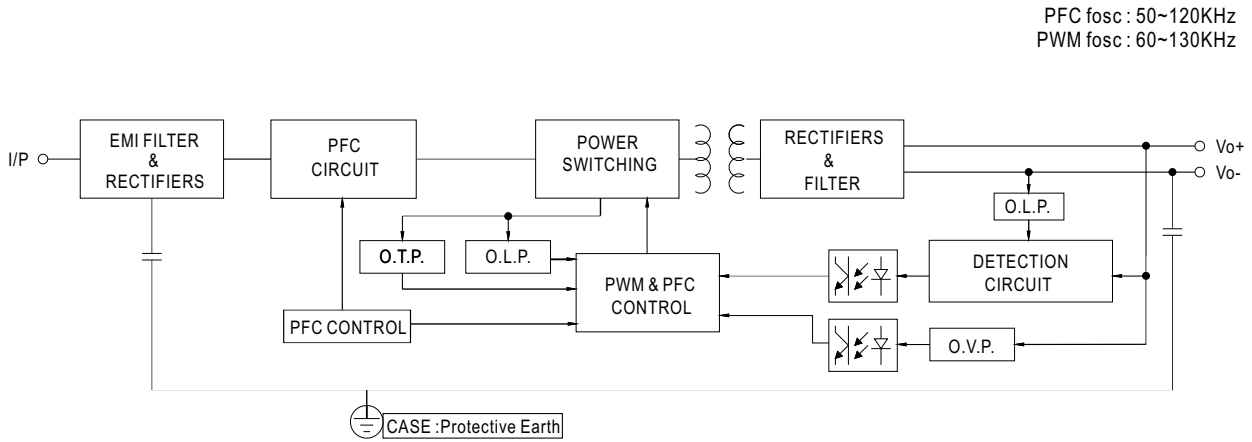 PFC fosc : 50~120KHz
PWM fosc : 60~130KHz
I/P
EMI FILTER
&
RECTIFIERS
PFC
CIRCUIT
POWER
SWITCHING
RECTIFIERS
&
FILTER
Vo+
Vo-
O.L.P.
O.T.P.
O.L.P.
PWM & PFC
CONTROL
DETECTION
CIRCUIT
PFC CONTROL
O.V.P.
CASE :Protective Earth